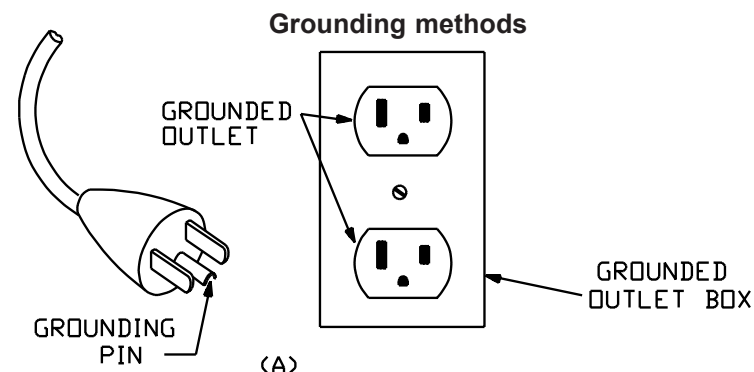 Grounding methods
GROUNDED
OUTLET
GROUNDED
OUTLET BOX
GROUNDING
PIN
(A)